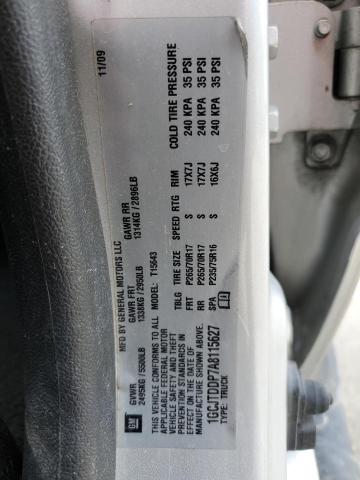 MFD BY GENERAL MOTORS LLC
11/09
GVWR
2495KG / 5500LB
GAWR FRT
1338KG / 2950LB
GAWR RR
1314KG / 2896LB
GM
THIS VEHICLE CONFORMS TO ALL
APPLICABLE FEDERAL MOTOR
VEHICLE SAFETY AND THEFT
PREVENTION STANDARDS IN
EFFECT ON THE DATE OF
MANUFACTURE SHOWN ABOVE.
1GCJTDDP7A8115627
TYPE: TRUCK
MODEL: T15643
TBLG TIRE SIZE SPEED RTG RIM COLD TIRE PRESSURE
FRT P265/70R17 S 17X7J 240 KPA 35 PSI
RR P265/70R17 S 17X7J 240 KPA 35 PSI
SPA P235/75R16 S 16X6J 240 KPA 35 PSI